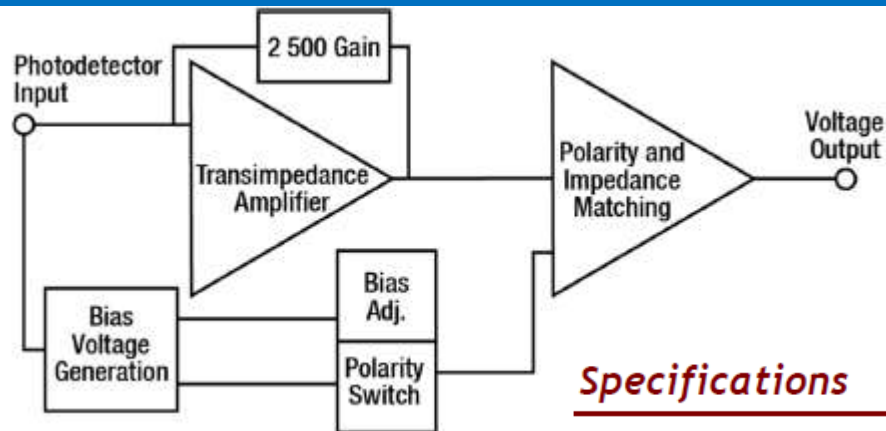 2 500 Gain
Photodetector
Input
Transimpedance
Amplifier
Polarity and
Impedance
Matching
Voltage
Output
Bias
Voltage
Generation
Bias
Adj.
Polarity
Switch
Specifications